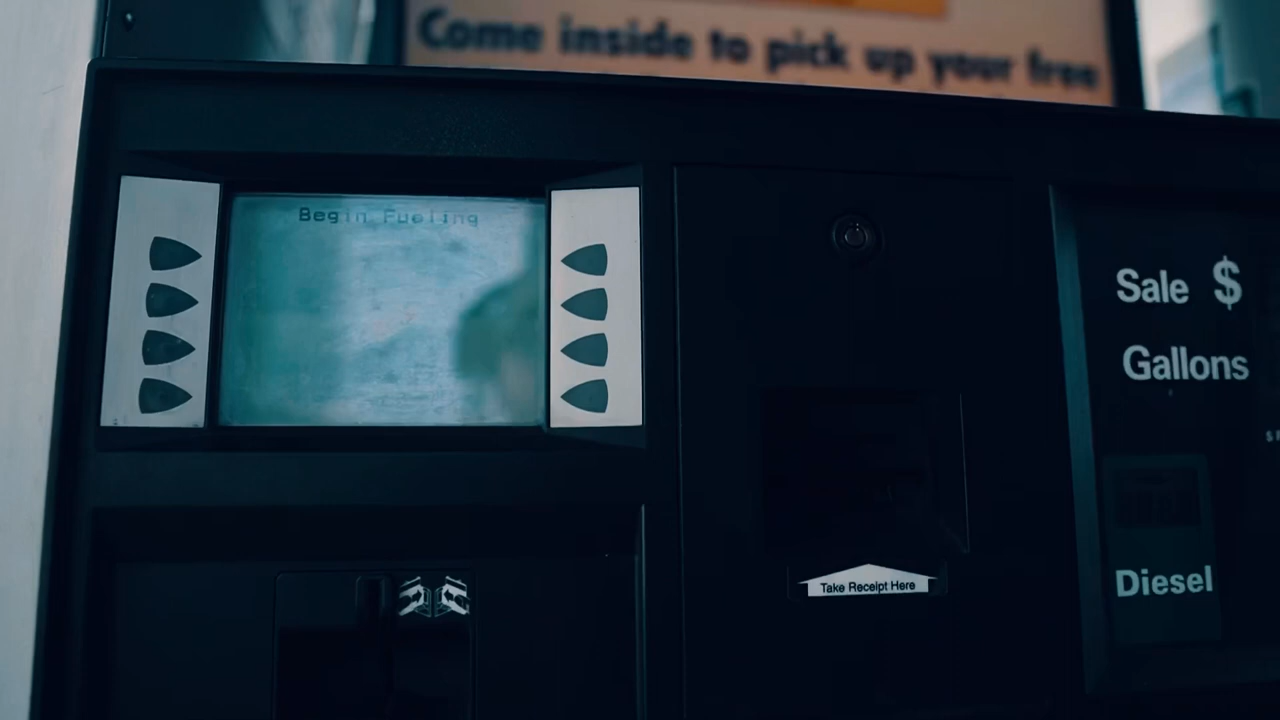 Come inside to pick up your free
Begin Fueling
Sale $
Gallons
Take Receipt Here
Diesel